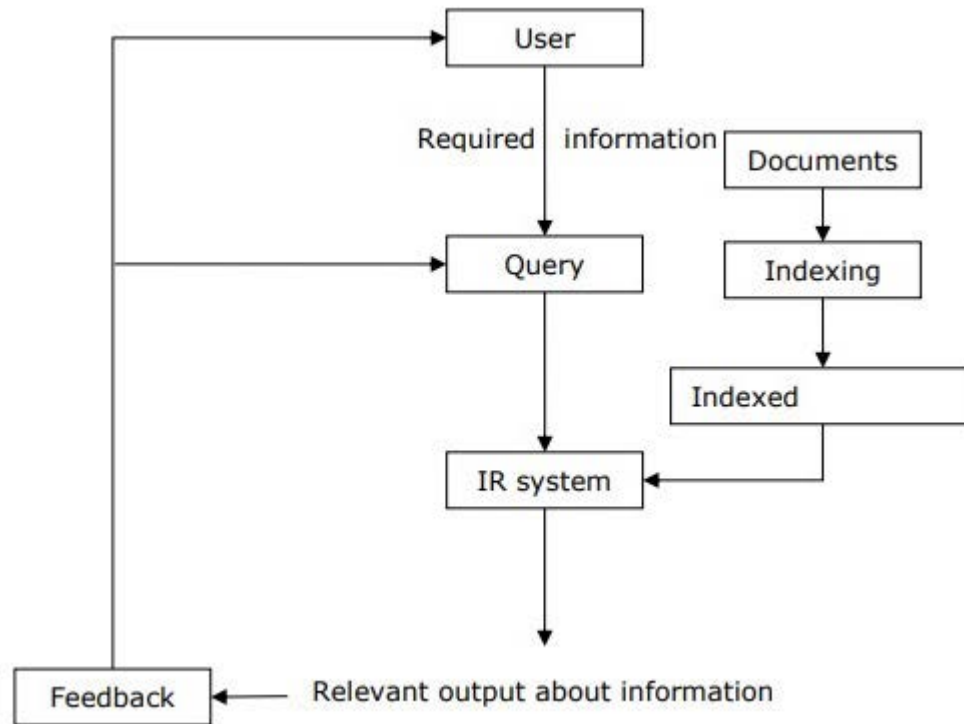 User
Required information
Documents
Query
Indexing
Indexed
IR system
Relevant output about information
Feedback